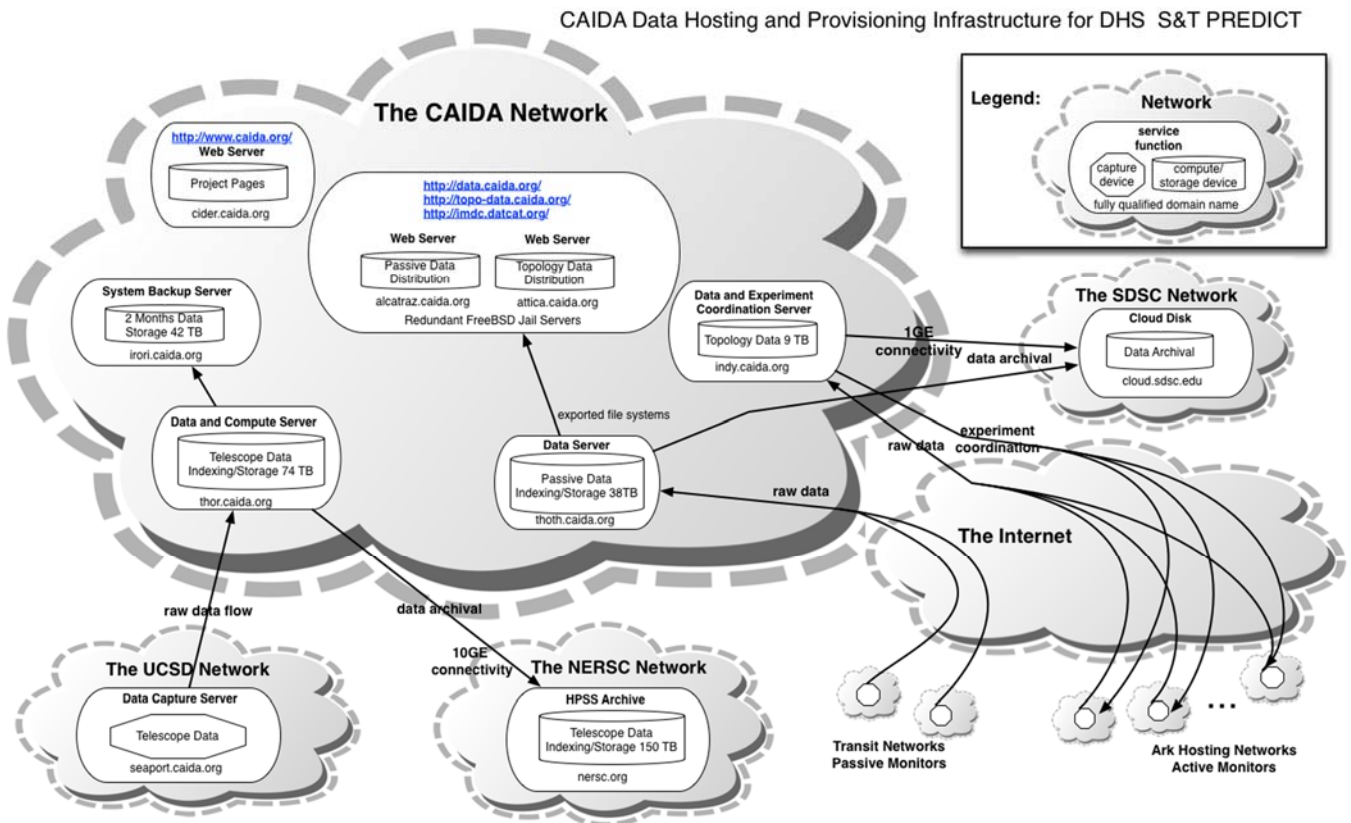 CAIDA Data Hosting and Provisioning Infrastructure for DHS S&T PREDICT
Legend:
Network
service
function
capture
device
compute/
storage device
fully qualified domain name
The CAIDA Network
http://www.caida.org/
Web Server
Project Pages
cider.caida.org
http://data.caida.org/
http://topo-data.caida.org/
http://imdc.datcat.org/
Web Server
Passive Data
Distribution
alcatraz.caida.org
Web Server
Topology Data
Distribution
attica.caida.org
Redundant FreeBSD Jail Servers
System Backup Server
2 Months Data
Storage 42 TB
irori.caida.org
Data and Experiment
Coordination Server
Topology Data 9 TB
indy.caida.org
1GE
connectivity
data archival
The SDSC Network
Cloud Disk
Data Archival
cloud.sdsc.edu
Data and Compute Server
Telescope Data
Indexing/Storage 74 TB
thor.caida.org
exported file systems
Data Server
Passive Data
Indexing/Storage 38TB
thoth.caida.org
raw data
raw data
experiment
coordination
The Internet
raw data flow
data archival
10GE
connectivity
The UCSD Network
Data Capture Server
Telescope Data
seaport.caida.org
The NERSC Network
HPSS Archive
Telescope Data
Indexing/Storage 150 TB
nersc.org
Transit Networks
Passive Monitors
...
Ark Hosting Networks
Active Monitors